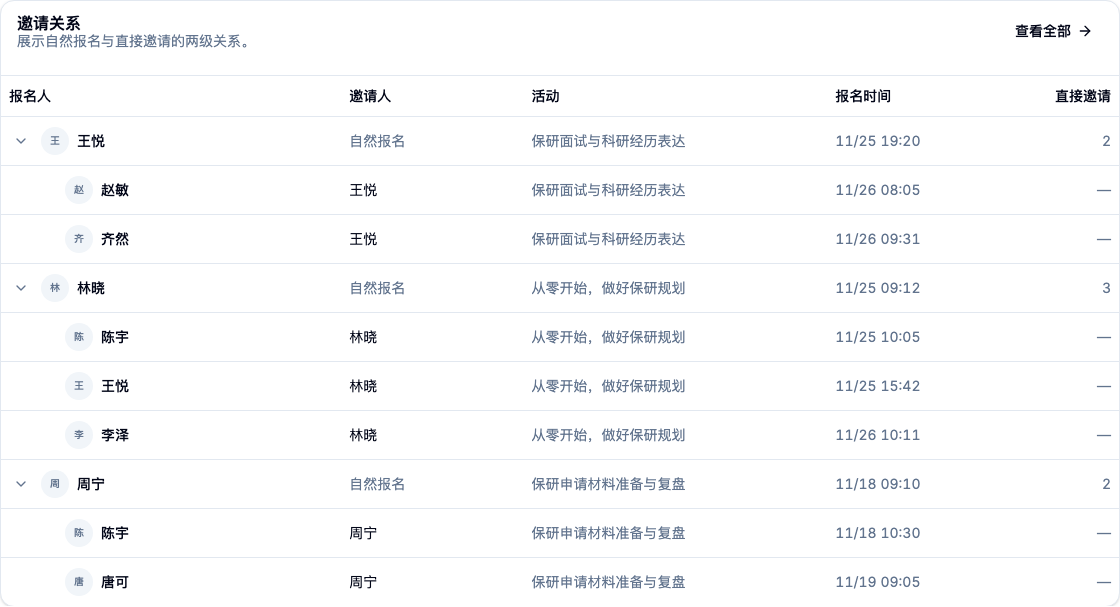 邀请关系
展示自然报名与直接邀请的两级关系。
查看全部 →
报名人 邀请人 活动 报名时间 直接邀请
王 王悦 自然报名 保研面试与科研经历表达 11/25 19:20 2
赵 赵敏 王悦 保研面试与科研经历表达 11/26 08:05 —
齐 齐然 王悦 保研面试与科研经历表达 11/26 09:31 —
林 林晓 自然报名 从零开始，做好保研规划 11/25 09:12 3
陈 陈宇 林晓 从零开始，做好保研规划 11/25 10:05 —
王 王悦 林晓 从零开始，做好保研规划 11/25 15:42 —
李 李泽 林晓 从零开始，做好保研规划 11/26 10:11 —
周 周宁 自然报名 保研申请材料准备与复盘 11/18 09:10 2
陈 陈宇 周宁 保研申请材料准备与复盘 11/18 10:30 —
唐 唐可 周宁 保研申请材料准备与复盘 11/19 09:05 —